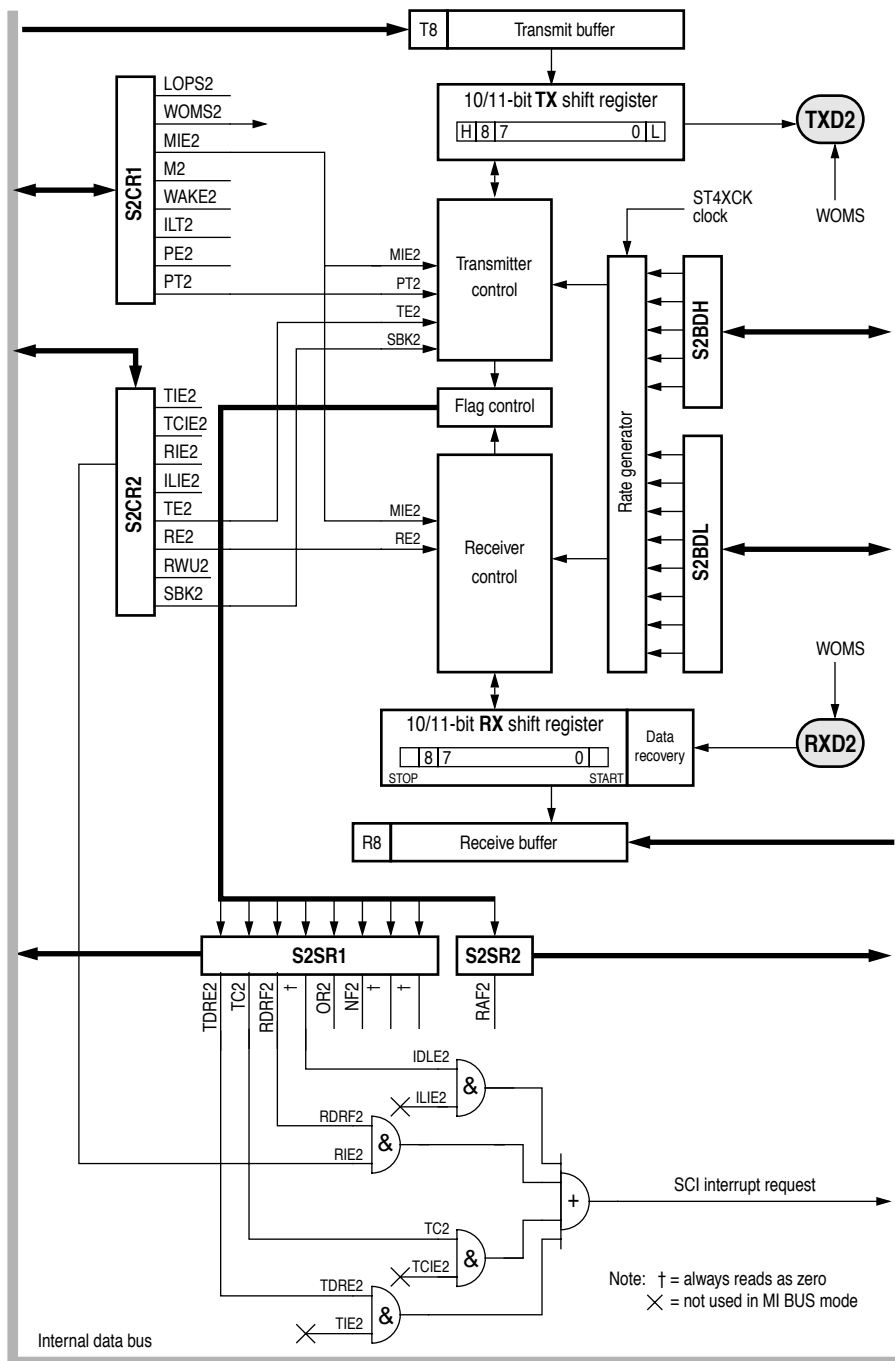 T8 Transmit buffer
10/11-bit TX shift register
H 8 7 0 L
TXD2
WOMS
LOPS2
WOMS2
MIE2
M2
WAKE2
ILT2
PE2
PT2
S2CR1
ST4XCK
clock
MIE2
PT2
TE2
SBK2
Transmitter
control
Rate generator
S2BDH
S2CR2
TIE2
TCIE2
RIE2
ILIE2
TE2
RE2
RWU2
SBK2
Flag control
MIE2
RE2
Receiver
control
S2BDL
WOMS
10/11-bit RX shift register
8 7 0
STOP START
Data
recovery
RXD2
R8 Receive buffer
S2SR1
S2SR2
TDRE2
TC2
RDRF2
†
OR2
NF2
†
†
RAF2
IDLE2
ILIE2
&
RDRF2
RIE2
&
+
SCI interrupt request
TC2
TCIE2
&
TDRE2
TIE2
&
Note: † = always reads as zero
× = not used in MI BUS mode
Internal data bus